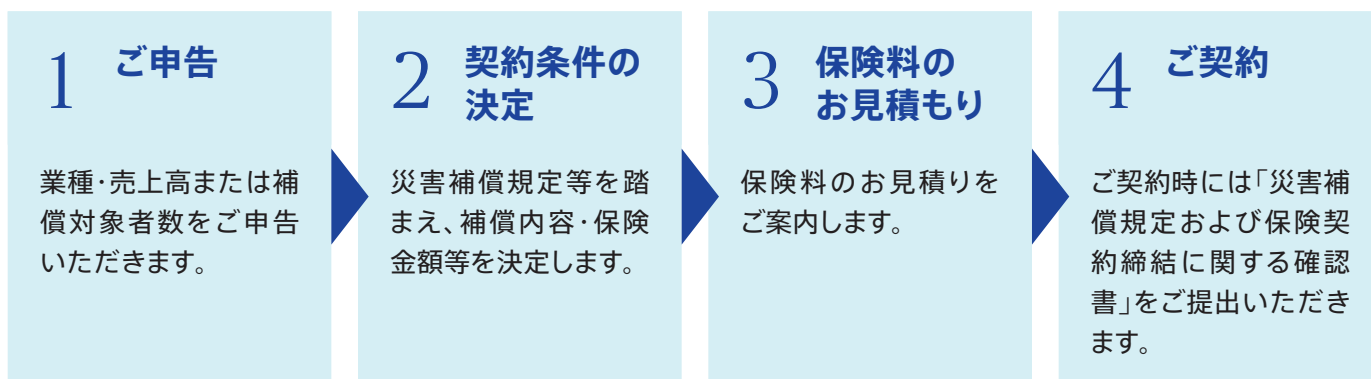 1
ご申告
業種・売上高または補
償対象者数をご申告
いただきます。
2
契約条件の
決定
災害補償規定等を踏
まえ、補償内容・保険
金額等を決定します。
3
保険料の
お見積もり
保険料のお見積りを
ご案内します。
4
ご契約
ご契約時には「災害補
償規定および保険契
約締結に関する確認
書」をご提出いただき
ます。